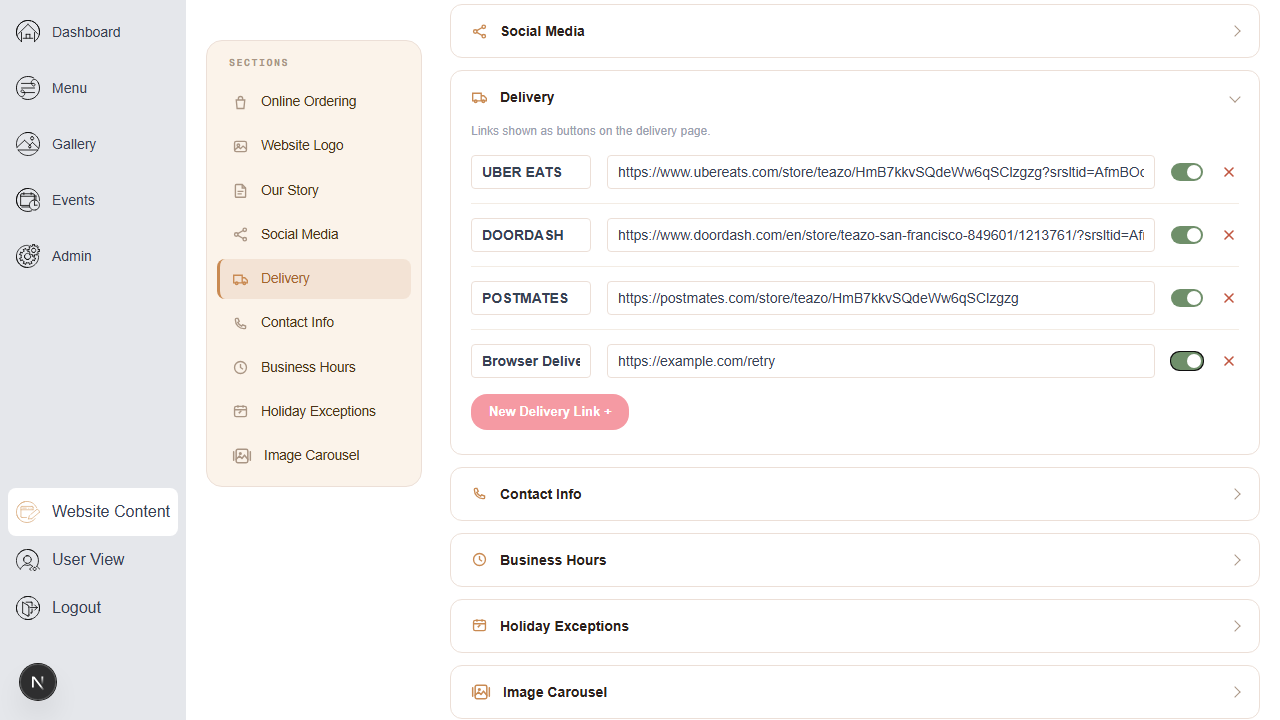 Dashboard
Menu
Gallery
Events
Admin
Website Content
User View
Logout
N
SECTIONS
Online Ordering
Website Logo
Our Story
Social Media
Delivery
Contact Info
Business Hours
Holiday Exceptions
Image Carousel
Social Media
Delivery
Links shown as buttons on the delivery page.
UBER EATS https://www.ubereats.com/store/teazo/HmB7kkvSQdeWw6qSCIzgzg?srsltid=AfmBOc
DOORDASH https://www.doordash.com/en/store/teazo-san-francisco-849601/1213761/?srsltid=Afi
POSTMATES https://postmates.com/store/teazo/HmB7kkvSQdeWw6qSCIzgzg
Browser Delive https://example.com/retry
New Delivery Link +
Contact Info
Business Hours
Holiday Exceptions
Image Carousel